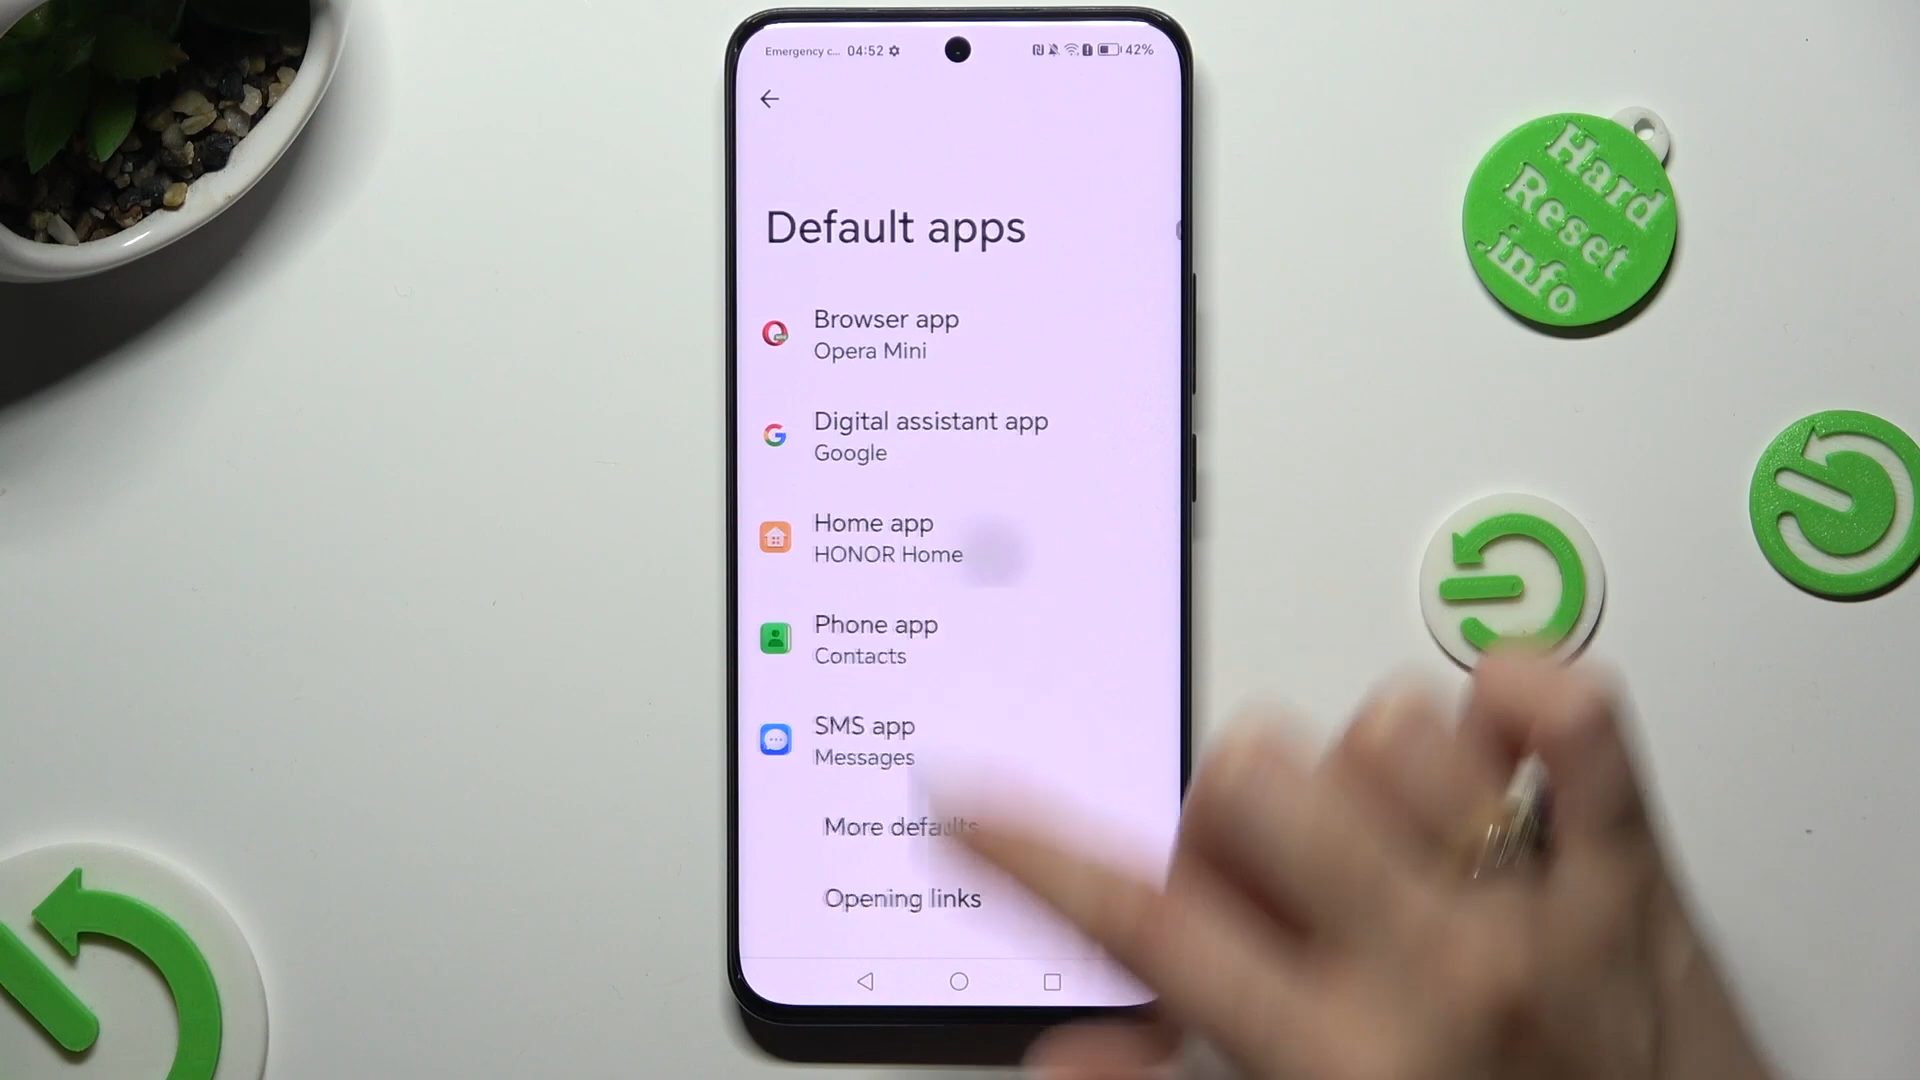 Emergency c... 04:52 42%
Default apps
Browser app
Opera Mini
Digital assistant app
Google
Home app
HONOR Home
Phone app
Contacts
SMS app
Messages
More defaults
Opening links
Hard
Reset
.info